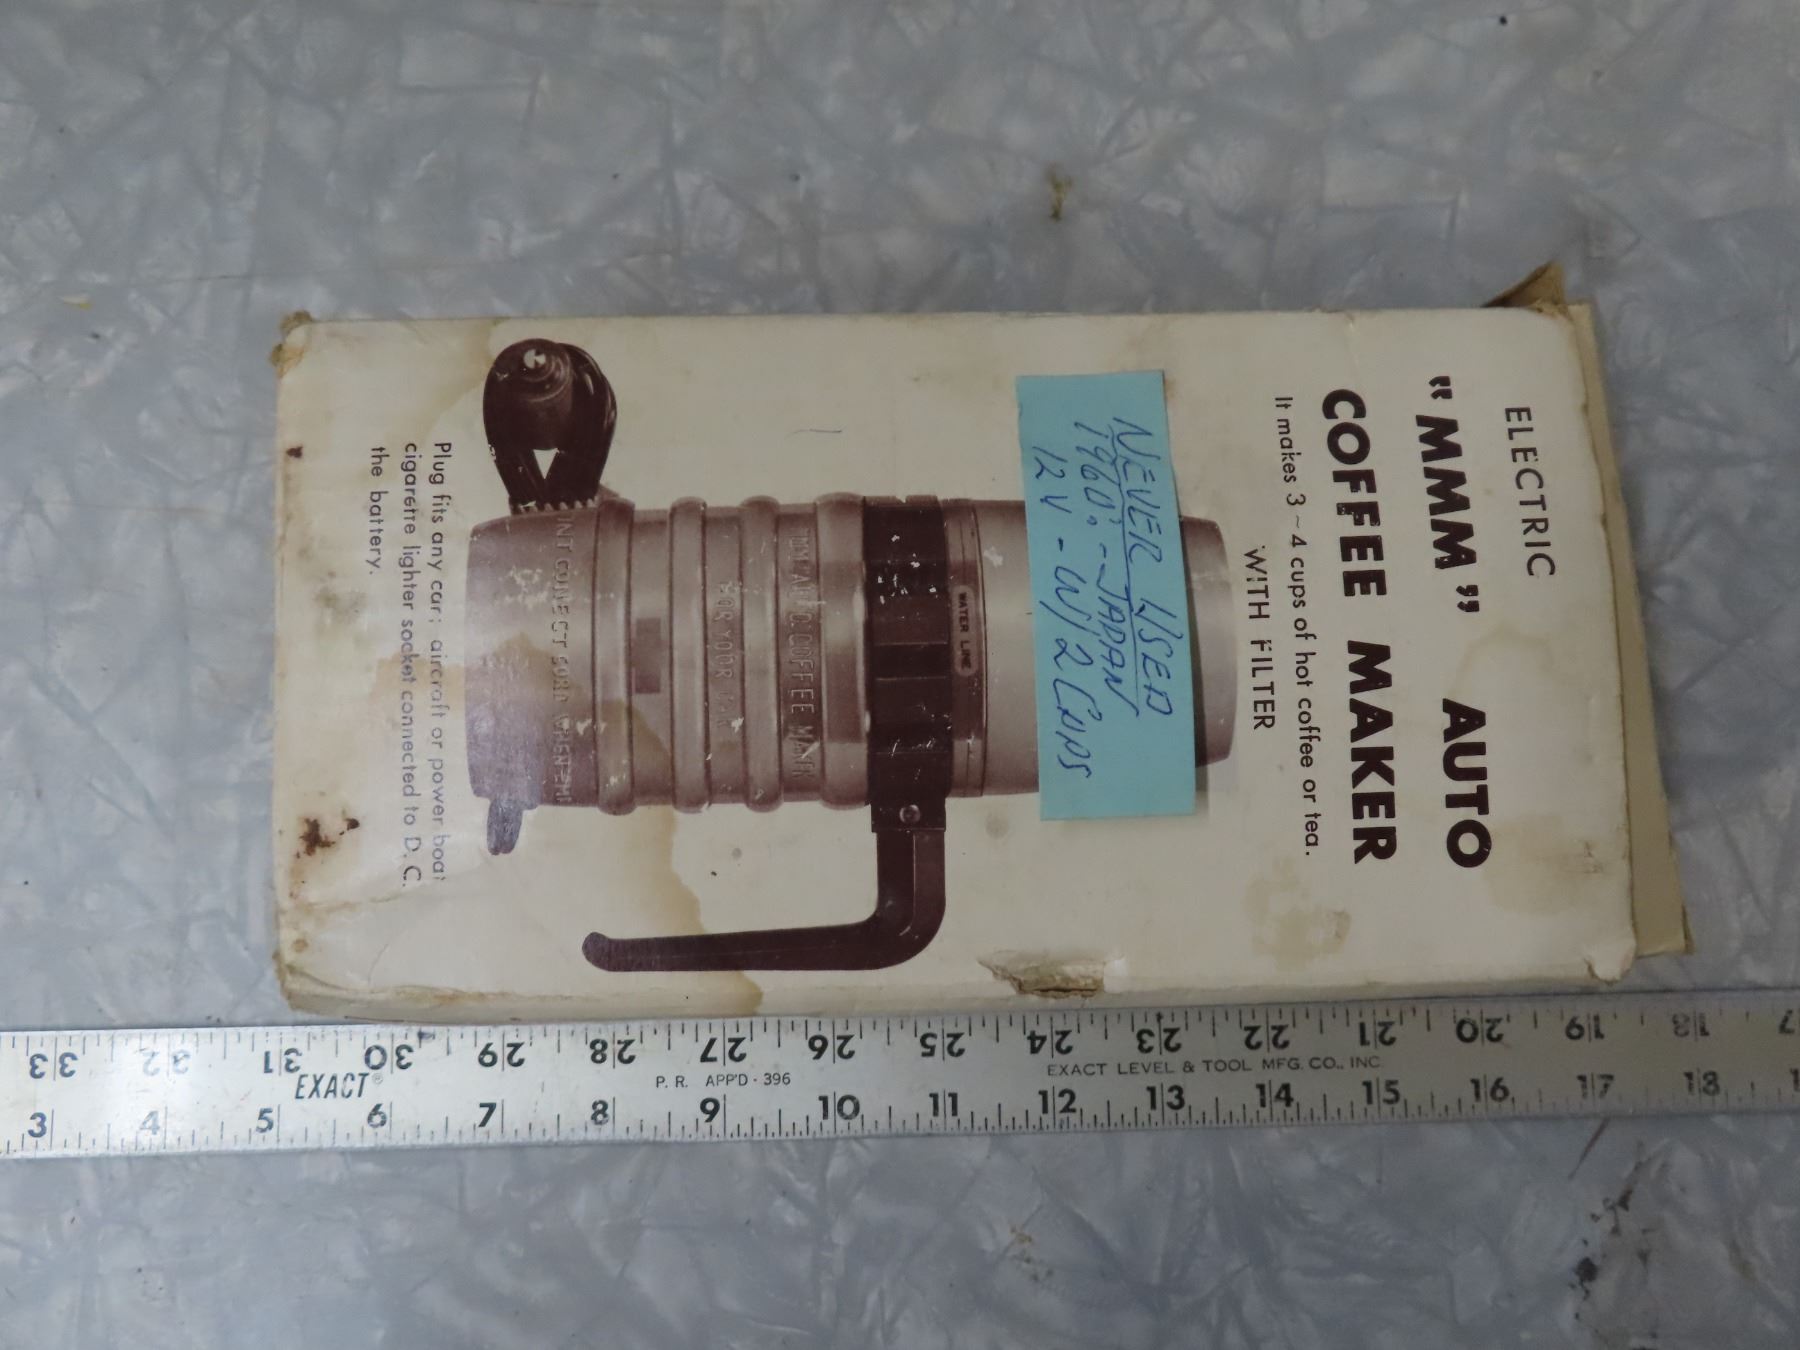 ELECTRIC
"MMM" AUTO
COFFEE MAKER
It makes 3~4 cups of hot coffee or tea.
WITH FILTER
NEVER USED
1960's - JAPAN
12 V - W/2 CUPS
WATER LINE
AUTO COFFEE
FOR YOUR CAR
Plug fits any car; aircraft or power boat
cigarette lighter socket connected to D.C.
the battery.
33 32 31 30 29 28 27 26 25 24 23 22 21 20 19 18 17
EXACT® P. R. APP'D - 396 EXACT LEVEL & TOOL MFG. CO., INC.
3 4 5 6 7 8 9 10 11 12 13 14 15 16 17 18